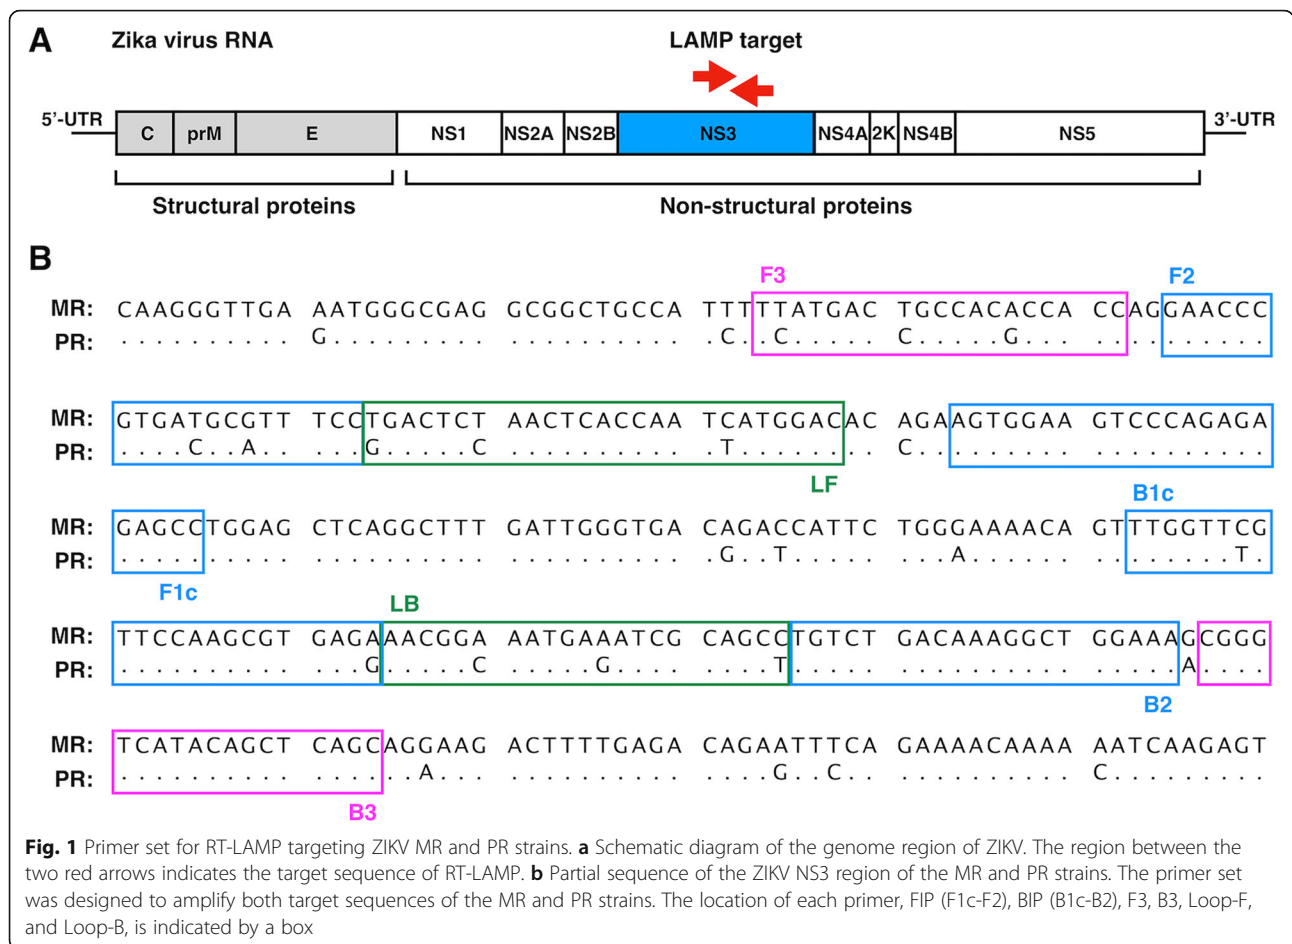 A Zika virus RNA LAMP target
5'-UTR C prM E NS1 NS2A NS2B NS3 NS4A 2K NS4B NS5 3'-UTR
Structural proteins Non-structural proteins
B
F3 F2
MR: CAAGGGTTGA AATGGGCGAG GCGGCTGCCA TTTTTATGAC TGCCACACCA CCAGGAACCC
PR: .......... .G........ .......... ...C..C... C.....G... ..........
MR: GTGATGCGTT TCCTGACTCT AACTCACCAA TCATGGACAC AGAAGTGGAA GTCCCAGAGA
PR: ....C..A.. ...G.....C .......... .T........ C......... ..........
LF
B1c
MR: GAGCCTGGAG CTCAGGCTTT GATTGGGTGA CAGACCATTC TGGGAAAACA GTTTGGTTCG
PR: .......... .......... .......... .G..T..... ...A...... ........T.
F1c
LB
MR: TTCCAAGCGT GAGAAACGGA AATGAAATCG CAGCCTGTCT GACAAAGGCT GGAAAGCGGG
PR: .......... ...G.....C ......G... ....T..... .......... .....A....
B2
MR: TCATACAGCT CAGCAGGAAG ACTTTTGAGA CAGAATTTCA GAAAACAAAA AATCAAGAGT
PR: .......... ......A... .......... ....G..C.. .......... C.........
B3
Fig. 1 Primer set for RT-LAMP targeting ZIKV MR and PR strains. a Schematic diagram of the genome region of ZIKV. The region between the
two red arrows indicates the target sequence of RT-LAMP. b Partial sequence of the ZIKV NS3 region of the MR and PR strains. The primer set
was designed to amplify both target sequences of the MR and PR strains. The location of each primer, FIP (F1c-F2), BIP (B1c-B2), F3, B3, Loop-F,
and Loop-B, is indicated by a box